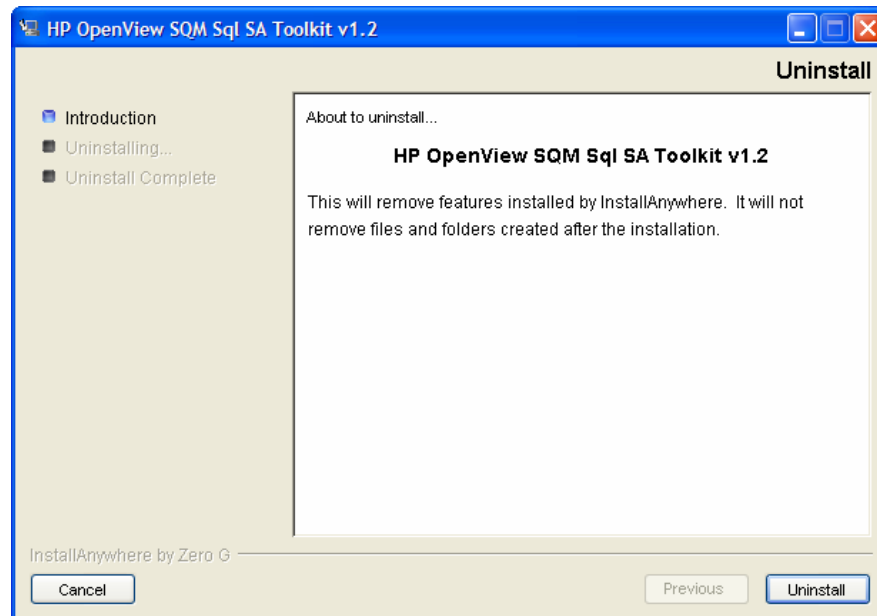 HP OpenView SQM Sql SA Toolkit v1.2
Uninstall
Introduction
Uninstalling...
Uninstall Complete
About to uninstall...
HP OpenView SQM Sql SA Toolkit v1.2
This will remove features installed by InstallAnywhere. It will not
remove files and folders created after the installation.
InstallAnywhere by Zero G
Cancel
Previous
Uninstall